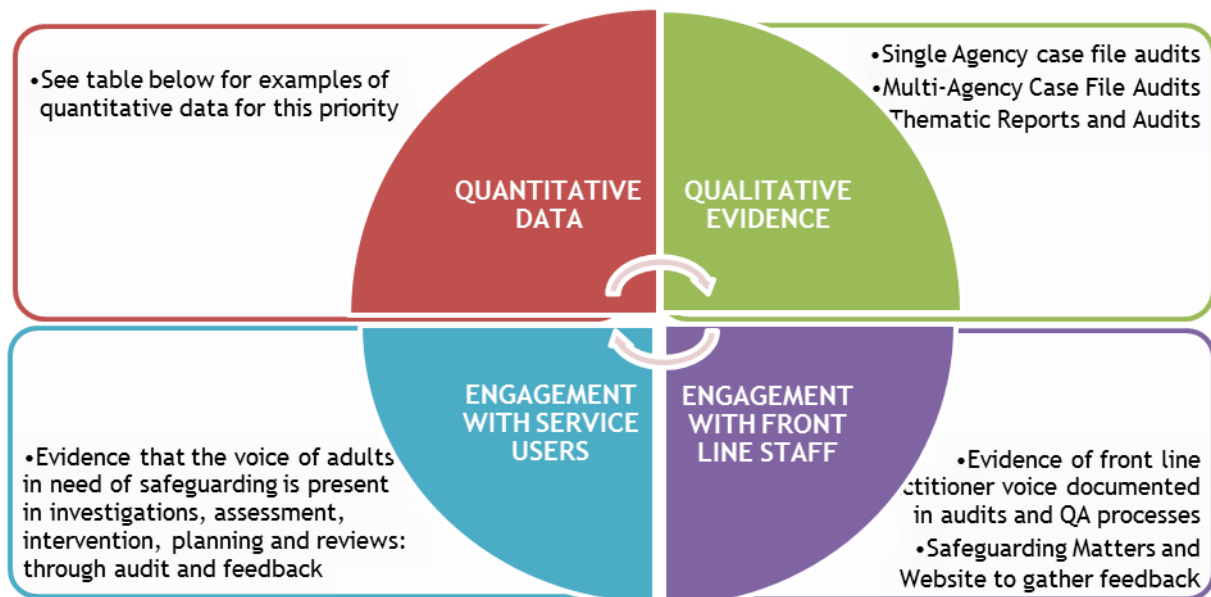 •See table below for examples of
quantitative data for this priority
QUANTITATIVE
DATA
•Single Agency case file audits
•Multi-Agency Case File Audits
Thematic Reports and Audits
QUALITATIVE
EVIDENCE
•Evidence that the voice of adults
in need of safeguarding is present
in investigations, assessment,
intervention, planning and reviews:
through audit and feedback
ENGAGEMENT
WITH SERVICE
USERS
ENGAGEMENT
WITH FRONT
LINE STAFF
•Evidence of front line
ctitioner voice documented
in audits and QA processes
•Safeguarding Matters and
Website to gather feedback